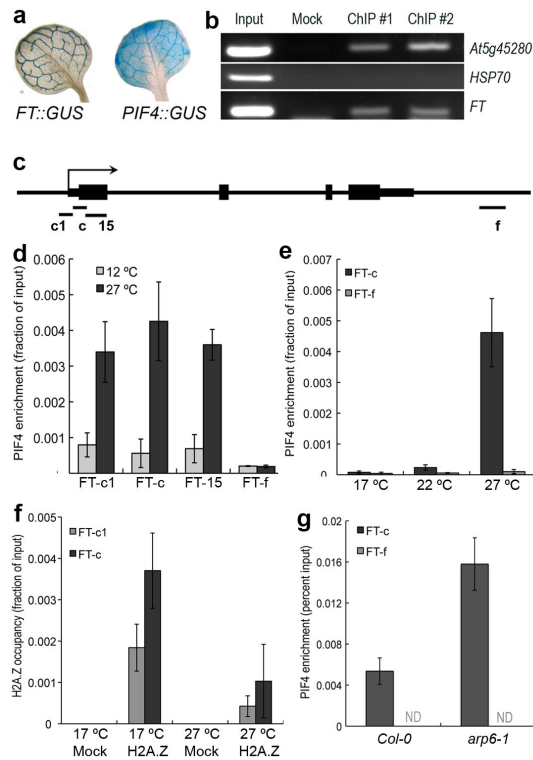 a
FT::GUS
PIF4::GUS
b
Input Mock ChIP #1 ChIP #2
At5g45280
HSP70
FT
c
c1 c 15 f
d
PIF4 enrichment (fraction of input)
0.006
0.005
0.004
0.003
0.002
0.001
12 ºC
27 ºC
FT-c1 FT-c FT-15 FT-f
e
PIF4 enrichment (fraction of input)
0.007
0.006
0.005
0.004
0.003
0.002
0.001
0
FT-c
FT-f
17 ºC 22 ºC 27 ºC
f
H2A.Z occupancy (fraction of input)
0.005
0.004
0.003
0.002
0.001
0
FT-c1
FT-c
17 ºC 17 ºC 27 ºC 27 ºC
Mock H2A.Z Mock H2A.Z
g
PIF4 enrichment (percent input)
0.02
0.016
0.012
0.008
0.004
0
FT-c
FT-f
ND ND
Col-0 arp6-1